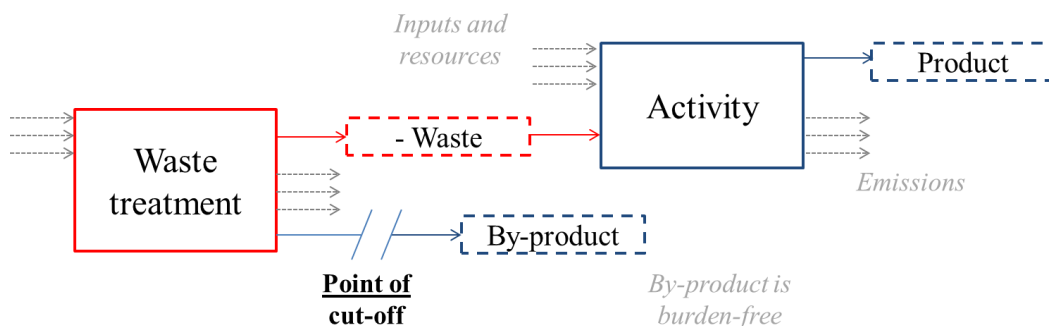 Inputs and
resources
Product
Activity
Waste
treatment
- Waste
Emissions
By-product
Point of
cut-off
By-product is
burden-free